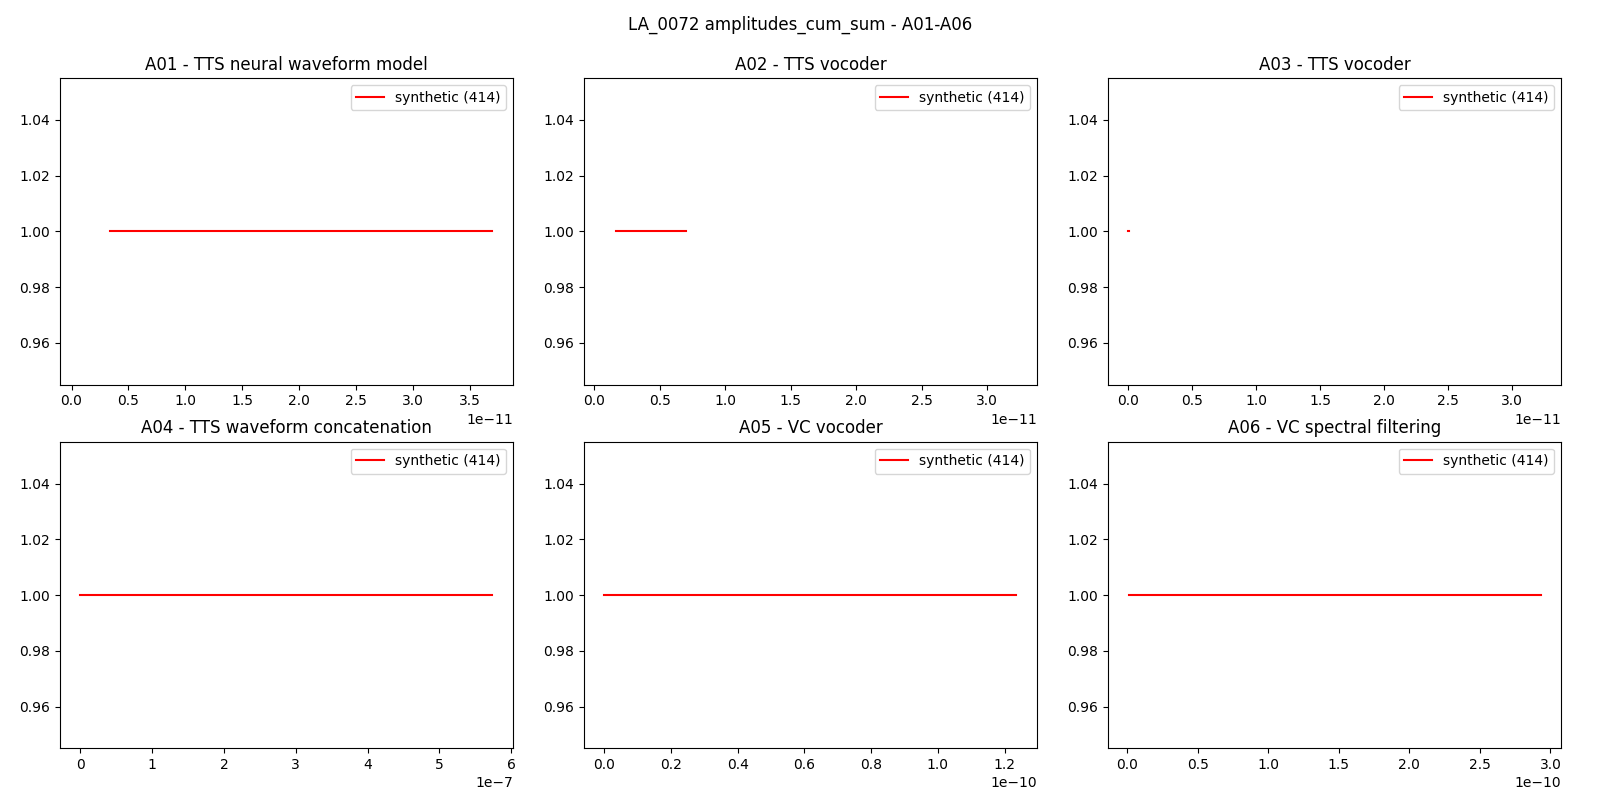 LA_0072 amplitudes_cum_sum - A01-A06
A01 - TTS neural waveform model
synthetic (414)
1.04
1.02
1.00
0.98
0.96
0.0 0.5 1.0 1.5 2.0 2.5 3.0 3.5
1e−11
A02 - TTS vocoder
synthetic (414)
1.04
1.02
1.00
0.98
0.96
0.0 0.5 1.0 1.5 2.0 2.5 3.0
1e−11
A03 - TTS vocoder
synthetic (414)
1.04
1.02
1.00
0.98
0.96
0.0 0.5 1.0 1.5 2.0 2.5 3.0
1e−11
A04 - TTS waveform concatenation
synthetic (414)
1.04
1.02
1.00
0.98
0.96
0 1 2 3 4 5 6
1e−7
A05 - VC vocoder
synthetic (414)
1.04
1.02
1.00
0.98
0.96
0.0 0.2 0.4 0.6 0.8 1.0 1.2
1e−10
A06 - VC spectral filtering
synthetic (414)
1.04
1.02
1.00
0.98
0.96
0.0 0.5 1.0 1.5 2.0 2.5 3.0
1e−10